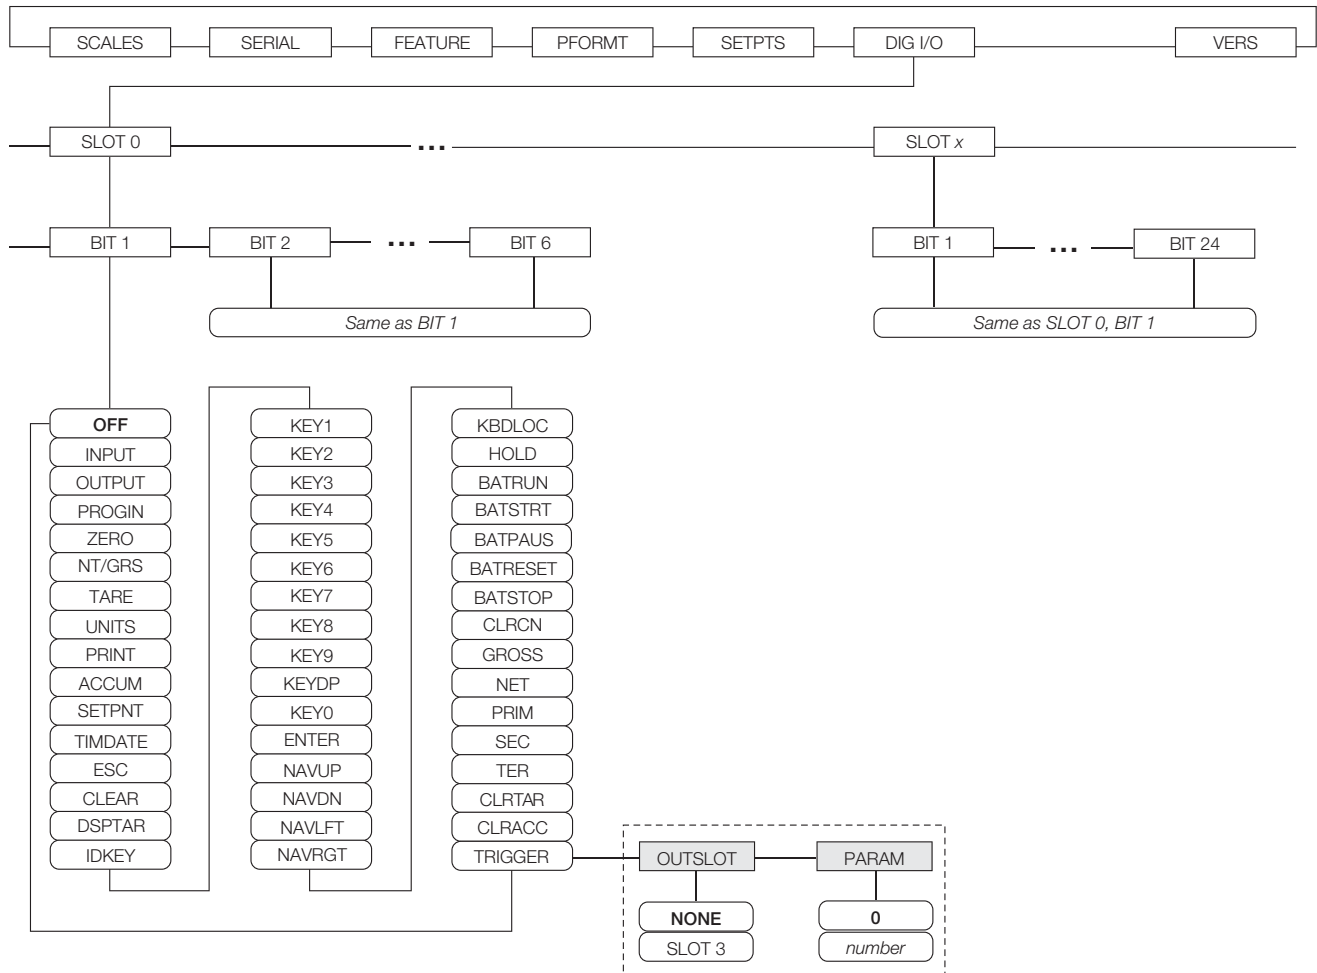 SCALES SERIAL FEATURE PFORMT SETPTS DIG I/O VERS
SLOT 0 ... SLOT x
BIT 1 BIT 2 ... BIT 6 BIT 1 ... BIT 24
Same as BIT 1 Same as SLOT 0, BIT 1
OFF KEY1 KBDLOC
INPUT KEY2 HOLD
OUTPUT KEY3 BATRUN
PROGIN KEY4 BATSTRT
ZERO KEY5 BATPAUS
NT/GRS KEY6 BATRESET
TARE KEY7 BATSTOP
UNITS KEY8 CLRCN
PRINT KEY9 GROSS
ACCUM KEYDP NET
SETPNT KEY0 PRIM
TIMDATE ENTER SEC
ESC NAVUP TER
CLEAR NAVDN CLRTAR
DSPTAR NAVLFT CLRACC
IDKEY NAVRGT TRIGGER OUTSLOT PARAM
NONE 0
SLOT 3 number